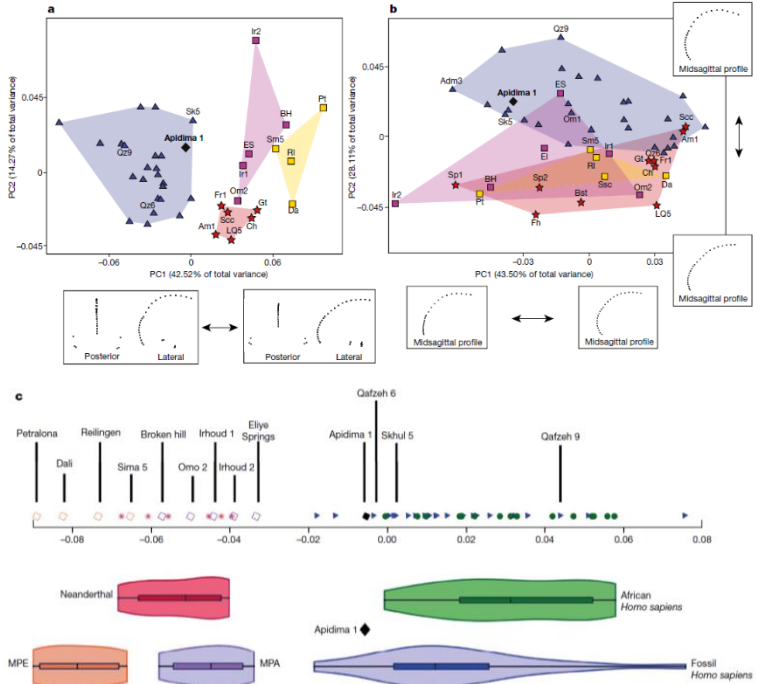 a
PC2 (14.27% of total variance)
0.045
0
–0.045
Ir2
Pt
Sk5
BH
Apidima 1
Sm5
ES
Qz9
Rl
Ir1
Om2
Qz6
Fr1
Gt
Da
Scc
Am1
LQ5
Ch
–0.06
0
0.06
PC1 (42.52% of total variance)
Posterior
Lateral
Posterior
Lateral
b
PC2 (28.11% of total variance)
0.045
0
–0.045
Qz9
Adm3
ES
Apidima 1
Sk5
Om1
Scc
Am1
Sm5
El
Rl
Ir1
Gt
Qz6
Fr1
Ch
Sp1
BH
Sp2
Ssc
Da
Ir2
Pt
Bst
Om2
Fh
LQ5
–0.03
0
0.03
PC1 (43.50% of total variance)
Midsagittal profile
Midsagittal profile
Midsagittal profile
Midsagittal profile
c
Qafzeh 6
Petralona
Reilingen
Broken hill
Irhoud 1
Eliye
Springs
Apidima 1
Skhul 5
Qafzeh 9
Dali
Sima 5
Omo 2
Irhoud 2
–0.08
–0.06
–0.04
–0.02
0.00
0.02
0.04
0.06
0.08
Neanderthal
African
Homo sapiens
Apidima 1
MPE
MPA
Fossil
Homo sapiens